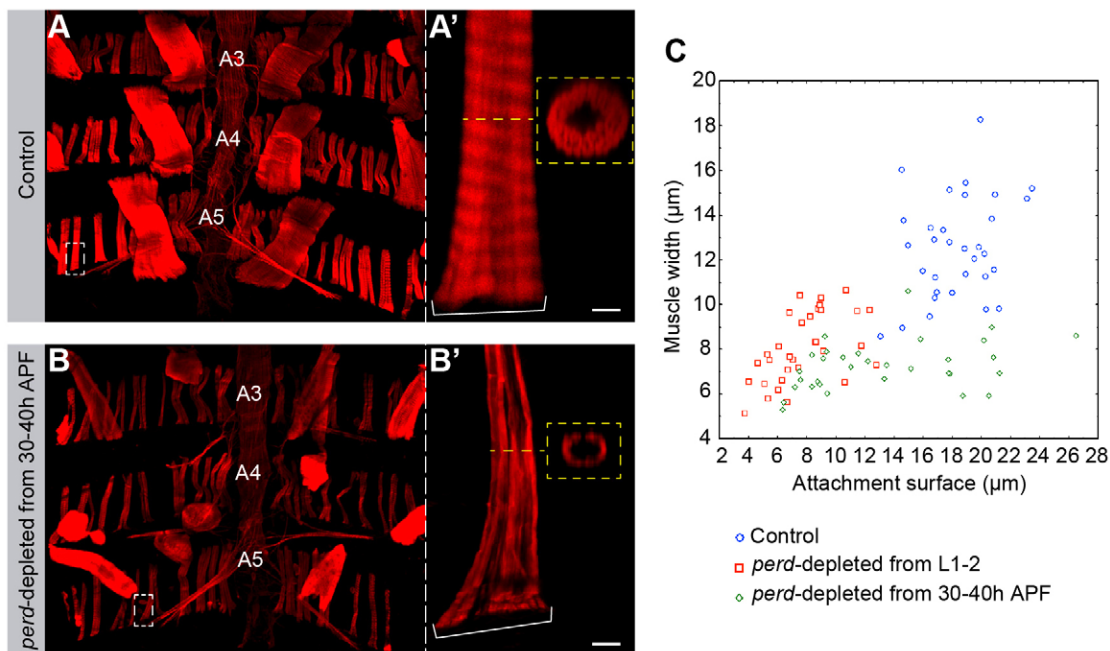 A
A'
Control
A3
A4
A5
B
B'
perd-depleted from 30-40h APF
A3
A4
A5
C
20
18
16
14
12
10
8
6
4
Muscle width (µm)
2 4 6 8 10 12 14 16 18 20 22 24 26 28
Attachment surface (µm)
Control
perd-depleted from L1-2
perd-depleted from 30-40h APF